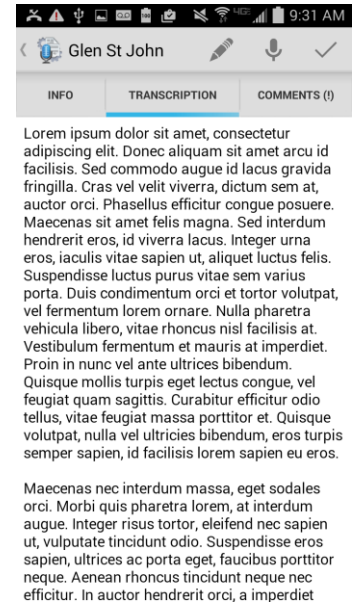 4G
9:31 AM
Glen St John
INFO
TRANSCRIPTION
COMMENTS (!)
Lorem ipsum dolor sit amet, consectetur
adipiscing elit. Donec aliquam sit amet arcu id
facilisis. Sed commodo augue id lacus gravida
fringilla. Cras vel velit viverra, dictum sem at,
auctor orci. Phasellus efficitur congue posuere.
Maecenas sit amet felis magna. Sed interdum
hendrerit eros, id viverra lacus. Integer urna
eros, iaculis vitae sapien ut, aliquet luctus felis.
Suspendisse luctus purus vitae sem varius
porta. Duis condimentum orci et tortor volutpat,
vel fermentum lorem ornare. Nulla pharetra
vehicula libero, vitae rhoncus nisl facilisis at.
Vestibulum fermentum et mauris at imperdiet.
Proin in nunc vel ante ultrices bibendum.
Quisque mollis turpis eget lectus congue, vel
feugiat quam sagittis. Curabitur efficitur odio
tellus, vitae feugiat massa porttitor et. Quisque
volutpat, nulla vel ultricies bibendum, eros turpis
semper sapien, id facilisis lorem sapien eu eros.
Maecenas nec interdum massa, eget sodales
orci. Morbi quis pharetra lorem, at interdum
augue. Integer risus tortor, eleifend nec sapien
ut, vulputate tincidunt odio. Suspendisse eros
sapien, ultrices ac porta eget, faucibus porttitor
neque. Aenean rhoncus tincidunt neque nec
efficitur. In auctor hendrerit orci, a imperdiet